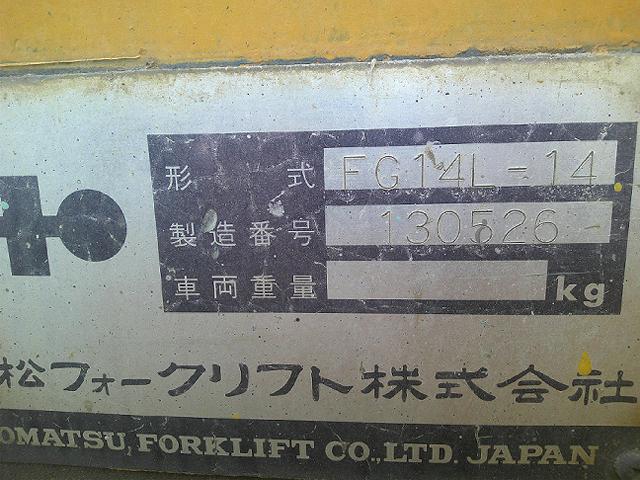 形 式 FG14L-14
製造番号 130526
車両重量 kg
松フォークリフト株式会社
OMATSU, FORKLIFT CO.,LTD. JAPAN